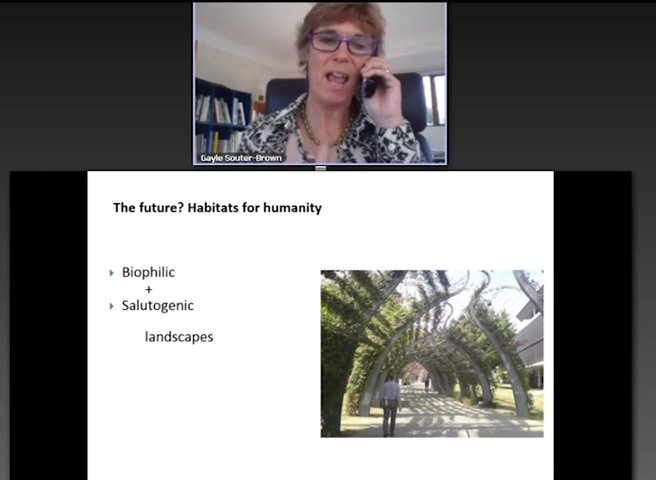 Gayle Souter-Brown
The future? Habitats for humanity
Biophilic
+
Salutogenic
landscapes